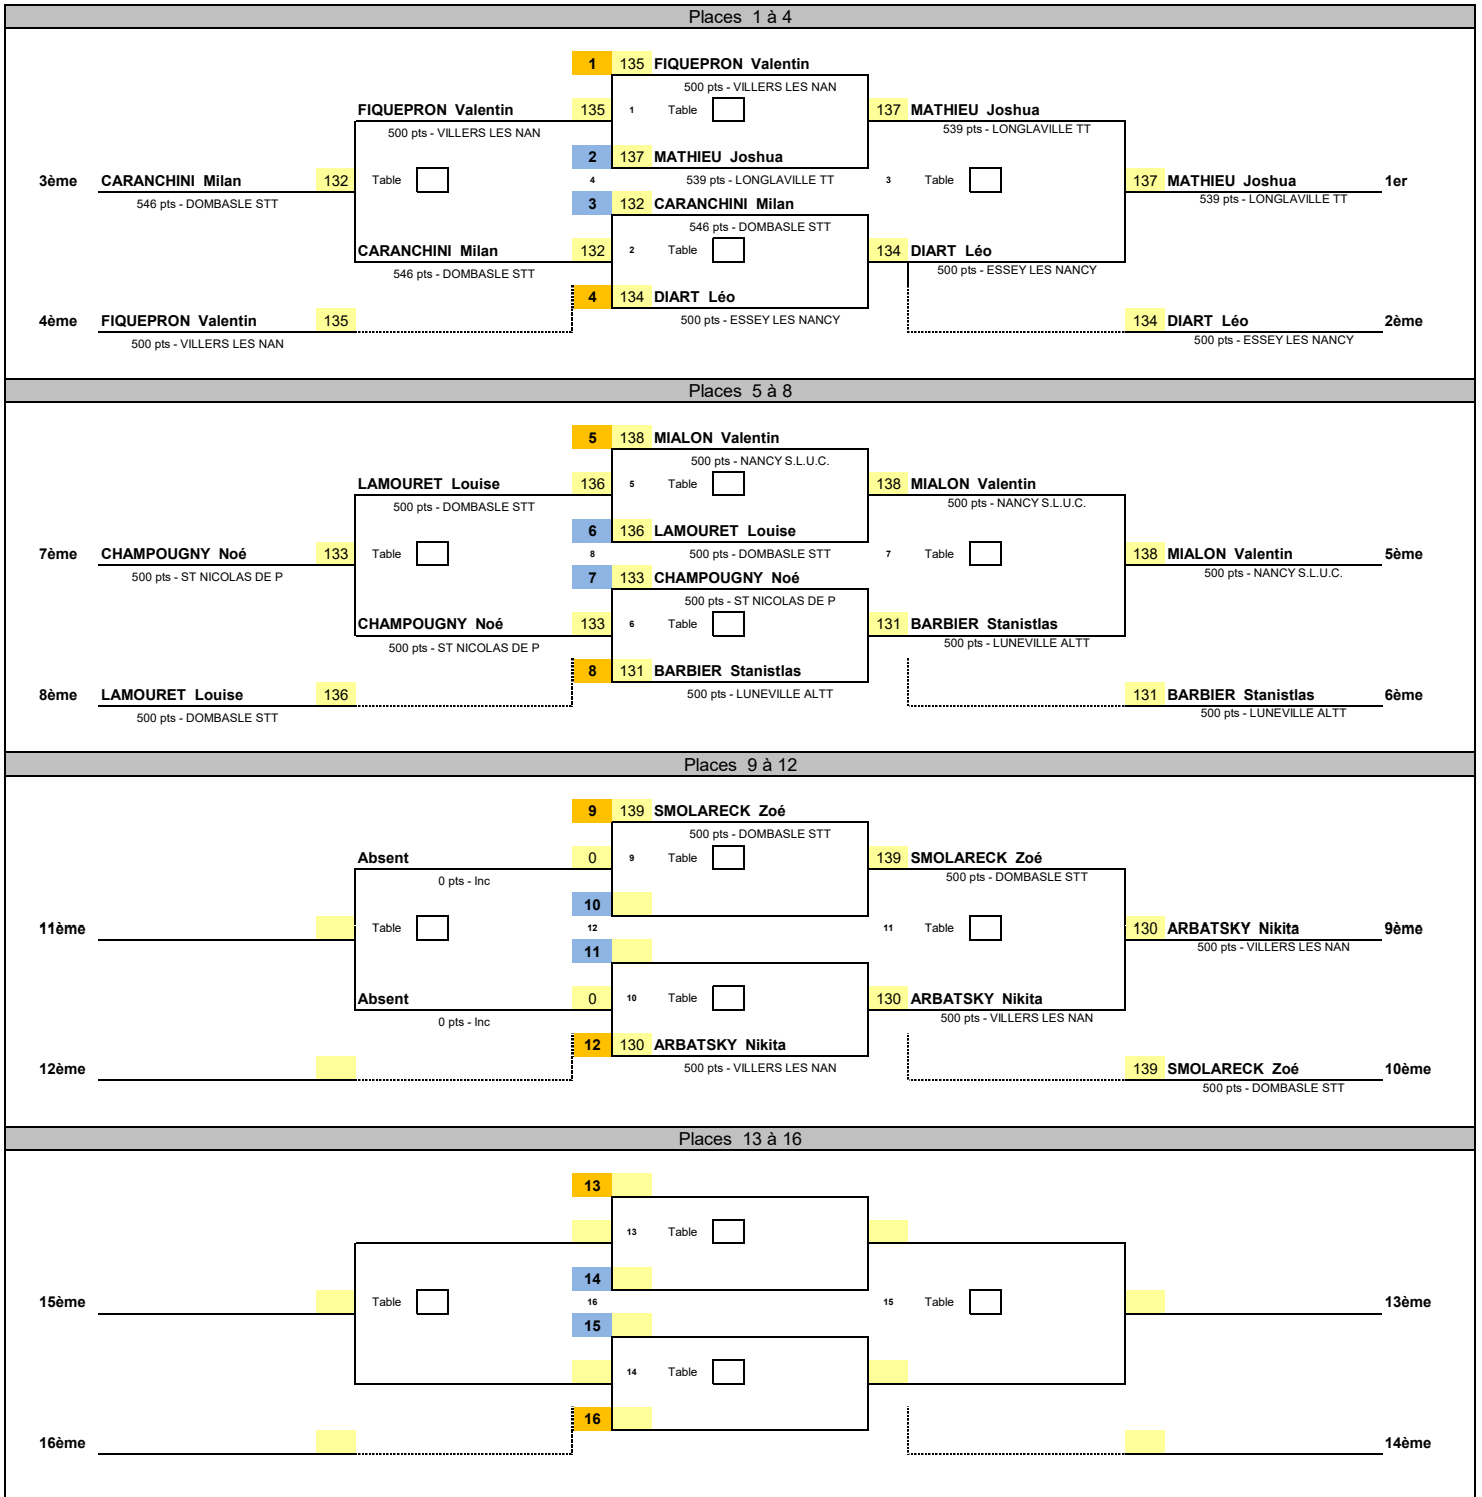 Places 1 à 4
1 135 FIQUEPRON Valentin
500 pts - VILLERS LES NAN
FIQUEPRON Valentin 135 1 Table 137 MATHIEU Joshua
500 pts - VILLERS LES NAN 539 pts - LONGLAVILLE TT
2 137 MATHIEU Joshua
3ème CARANCHINI Milan 132 Table 4 539 pts - LONGLAVILLE TT 3 Table 137 MATHIEU Joshua 1er
546 pts - DOMBASLE STT 3 132 CARANCHINI Milan 539 pts - LONGLAVILLE TT
546 pts - DOMBASLE STT
CARANCHINI Milan 132 2 Table 134 DIART Léo
546 pts - DOMBASLE STT 500 pts - ESSEY LES NANCY
4 134 DIART Léo
4ème FIQUEPRON Valentin 135 500 pts - ESSEY LES NANCY 134 DIART Léo 2ème
500 pts - VILLERS LES NAN 500 pts - ESSEY LES NANCY
Places 5 à 8
5 138 MIALON Valentin
500 pts - NANCY S.L.U.C.
LAMOURET Louise 136 5 Table 138 MIALON Valentin
500 pts - DOMBASLE STT 500 pts - NANCY S.L.U.C.
6 136 LAMOURET Louise
7ème CHAMPOUGNY Noé 133 Table 8 500 pts - DOMBASLE STT 7 Table 138 MIALON Valentin 5ème
500 pts - ST NICOLAS DE P 7 133 CHAMPOUGNY Noé 500 pts - NANCY S.L.U.C.
500 pts - ST NICOLAS DE P
CHAMPOUGNY Noé 133 6 Table 131 BARBIER Stanistlas
500 pts - ST NICOLAS DE P 500 pts - LUNEVILLE ALTT
8 131 BARBIER Stanistlas
8ème LAMOURET Louise 136 500 pts - LUNEVILLE ALTT 131 BARBIER Stanistlas 6ème
500 pts - DOMBASLE STT 500 pts - LUNEVILLE ALTT
Places 9 à 12
9 139 SMOLARECK Zoé
500 pts - DOMBASLE STT
Absent 0 9 Table 139 SMOLARECK Zoé
0 pts - Inc 500 pts - DOMBASLE STT
10
11ème Table 12 11 Table 130 ARBATSKY Nikita 9ème
11 500 pts - VILLERS LES NAN
Absent 0 10 Table 130 ARBATSKY Nikita
0 pts - Inc 500 pts - VILLERS LES NAN
12 130 ARBATSKY Nikita
12ème 500 pts - VILLERS LES NAN 139 SMOLARECK Zoé 10ème
500 pts - DOMBASLE STT
Places 13 à 16
13
13 Table
14
15ème Table 16 15 Table 13ème
15
14 Table
16
16ème 14ème